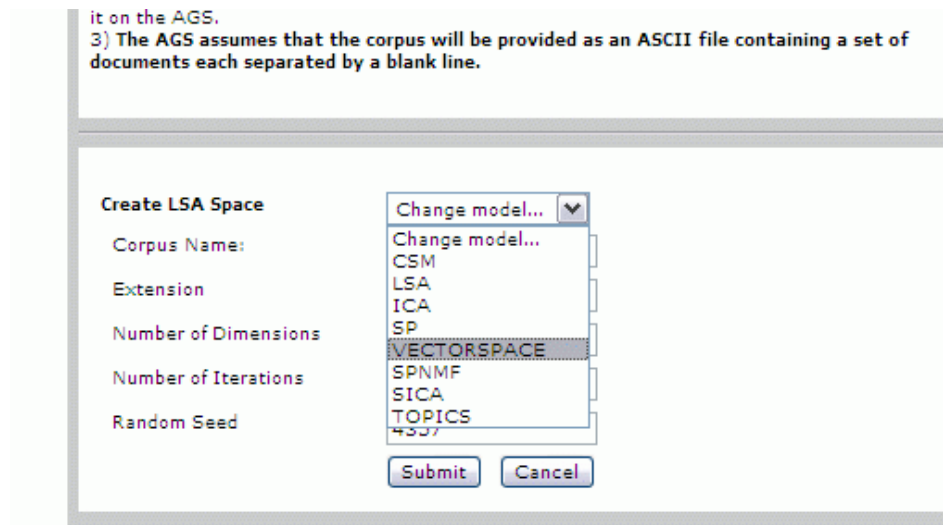 it on the AGS.
3) The AGS assumes that the corpus will be provided as an ASCII file containing a set of
documents each separated by a blank line.
Create LSA Space
Change model...
Corpus Name:
Change model...
CSM
Extension
LSA
ICA
Number of Dimensions
SP
VECTORSPACE
Number of Iterations
SPNMF
SICA
Random Seed
TOPICS
4357
Submit Cancel